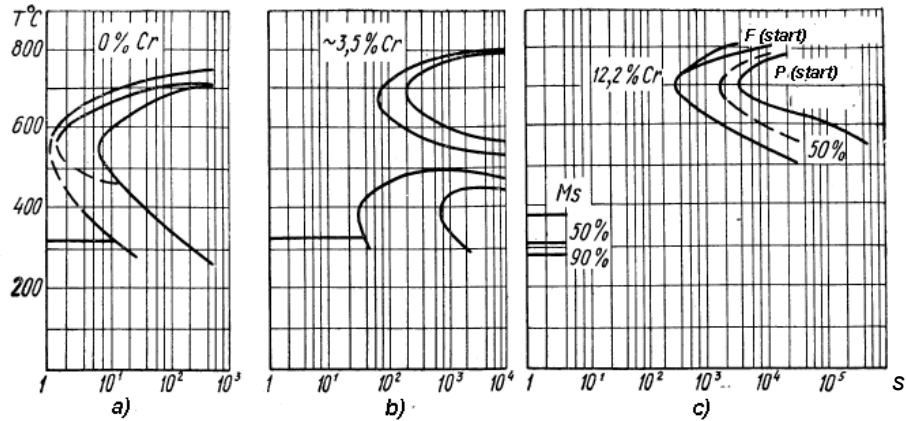 T°C
0% Cr
~3,5% Cr
12,2% Cr
F (start)
P (start)
800
600
50%
Ms
400
50%
90%
200
1 10¹ 10² 10³
1 10¹ 10² 10³ 10⁴
1 10¹ 10² 10³ 10⁴ 10⁵ s
a) b) c)